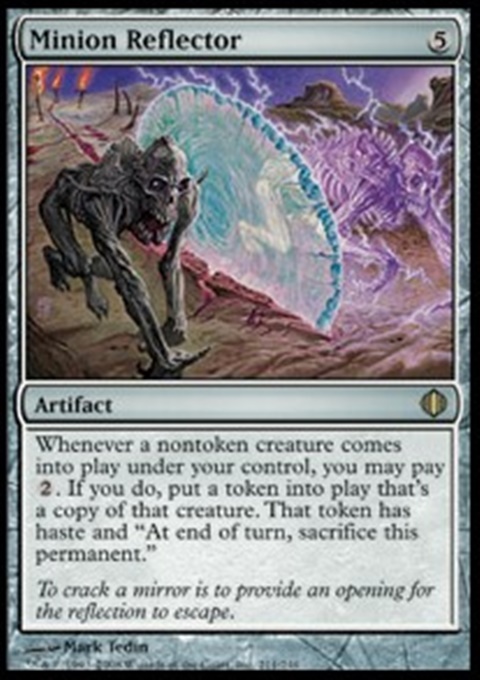 Minion Reflector 5
Artifact
Whenever a nontoken creature comes
into play under your control, you may pay
2. If you do, put a token into play that's
a copy of that creature. That token has
haste and “At end of turn, sacrifice this
permanent.”
To crack a mirror is to provide an opening for
the reflection to escape.
Mark Tedin